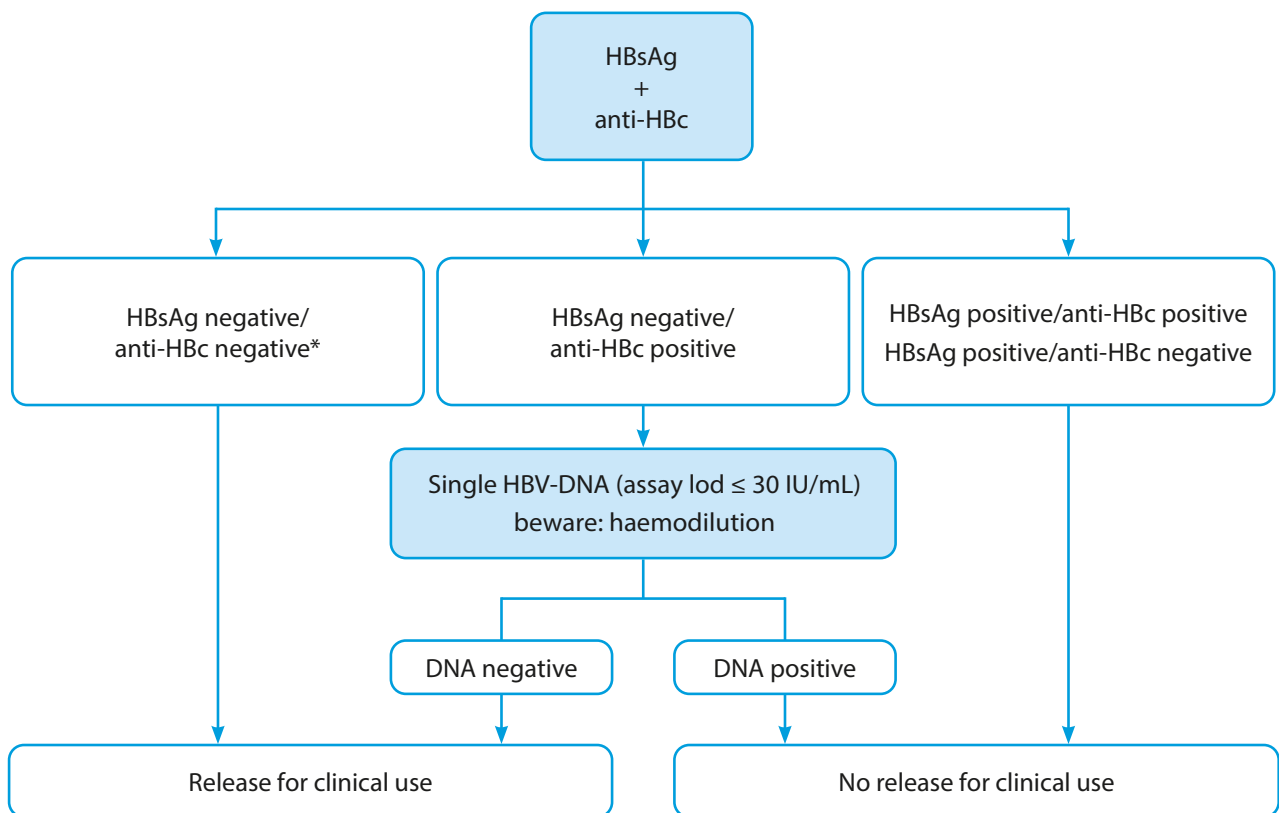 HBsAg
+
anti-HBc
HBsAg negative/
anti-HBc negative*
HBsAg negative/
anti-HBc positive
HBsAg positive/anti-HBc positive
HBsAg positive/anti-HBc negative
Single HBV-DNA (assay lod ≤ 30 IU/mL)
beware: haemodilution
DNA negative
DNA positive
Release for clinical use
No release for clinical use